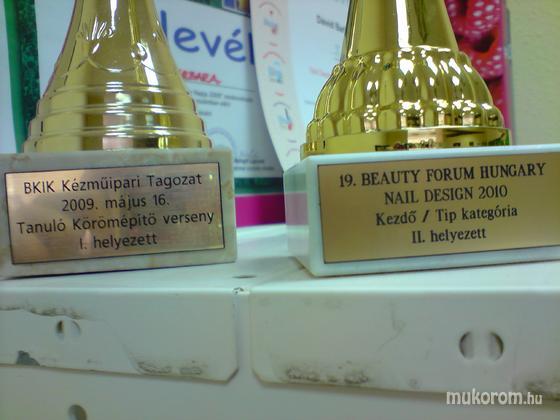 levél
BKIK Kézműipari Tagozat
2009. május 16.
Tanuló Körömépítő verseny
I. helyezett
19. BEAUTY FORUM HUNGARY
NAIL DESIGN 2010
Kezdő / Tip kategória
II. helyezett
mukorom.hu